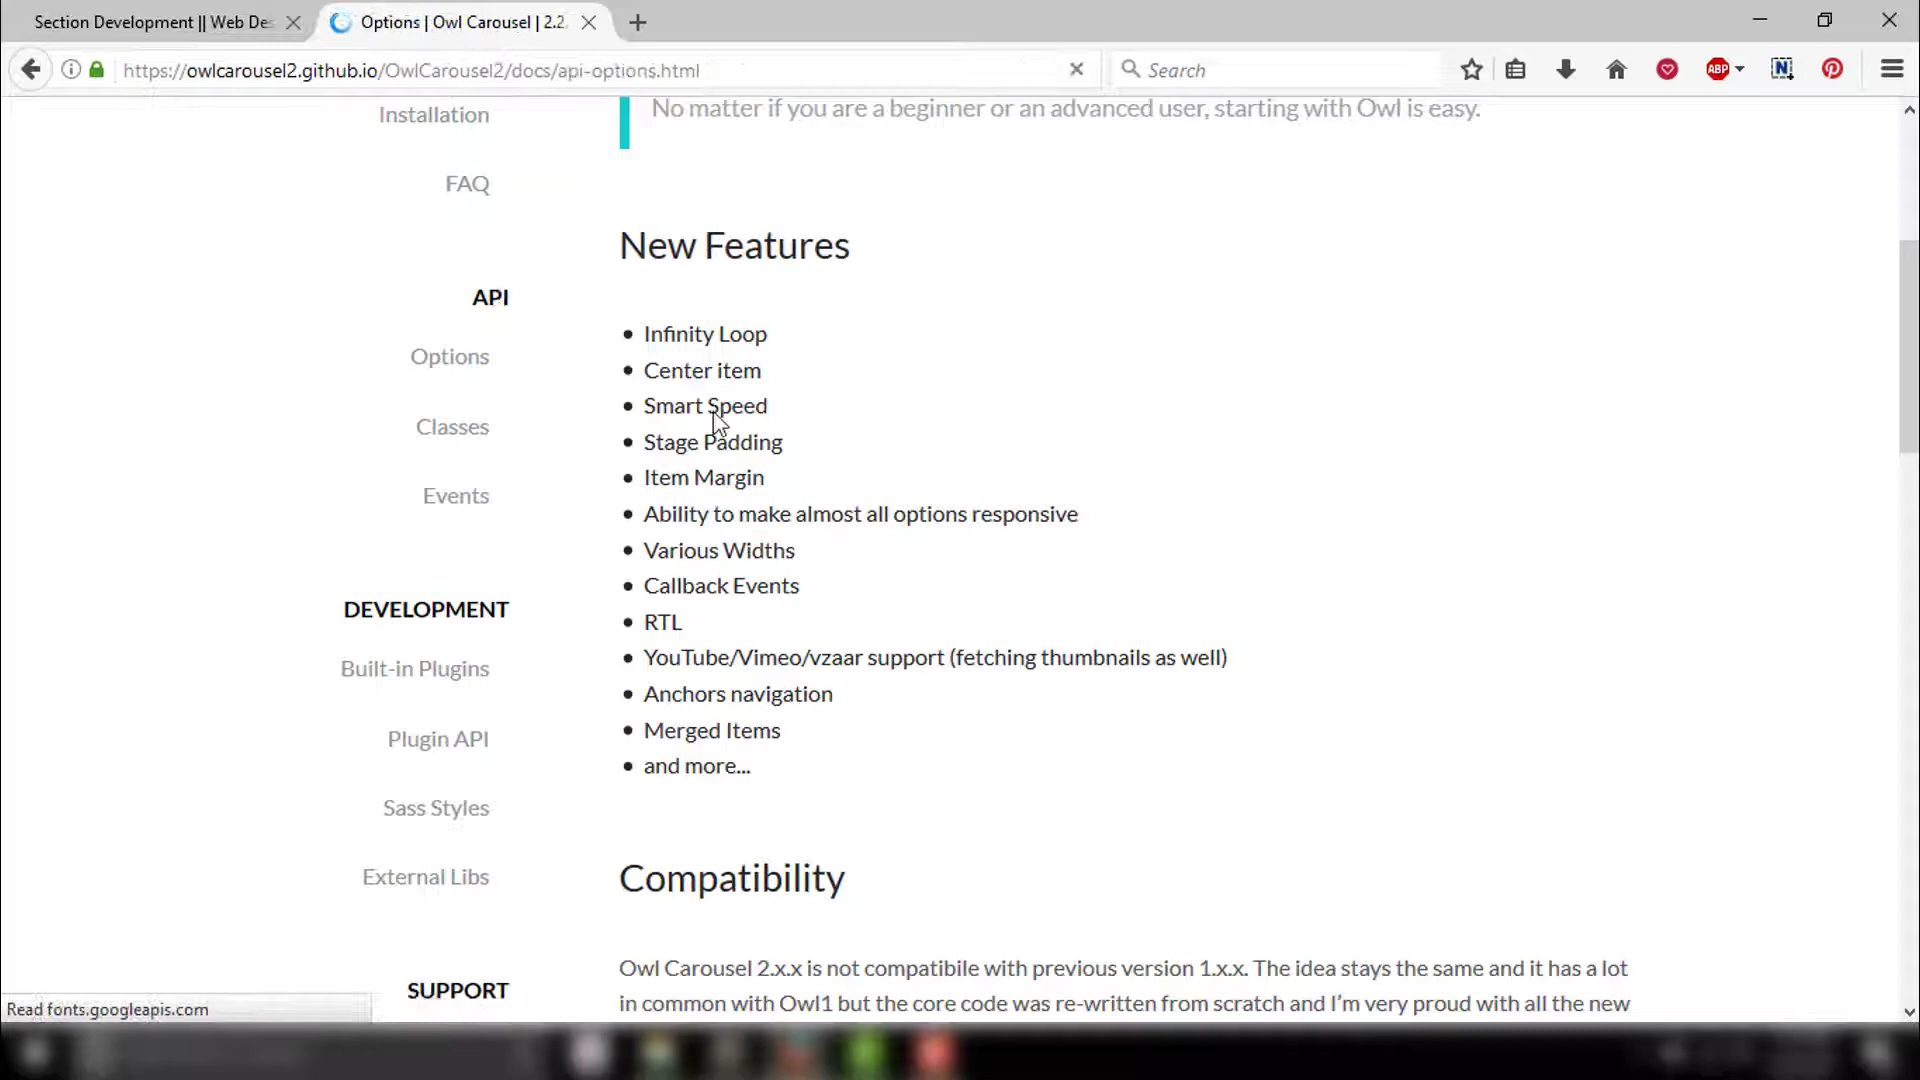 Section Development || Web Des
Options | Owl Carousel | 2.2.
https://owlcarousel2.github.io/OwlCarousel2/docs/api-options.html
Search
ABP
N
Installation
FAQ
API
Options
Classes
Events
DEVELOPMENT
Built-in Plugins
Plugin API
Sass Styles
External Libs
SUPPORT
No matter if you are a beginner or an advanced user, starting with Owl is easy.
New Features
Infinity Loop
Center item
Smart Speed
Stage Padding
Item Margin
Ability to make almost all options responsive
Various Widths
Callback Events
RTL
YouTube/Vimeo/vzaar support (fetching thumbnails as well)
Anchors navigation
Merged Items
and more...
Compatibility
Owl Carousel 2.x.x is not compatibile with previous version 1.x.x. The idea stays the same and it has a lot
in common with Owl1 but the core code was re-written from scratch and I'm very proud with all the new
Read fonts.googleapis.com